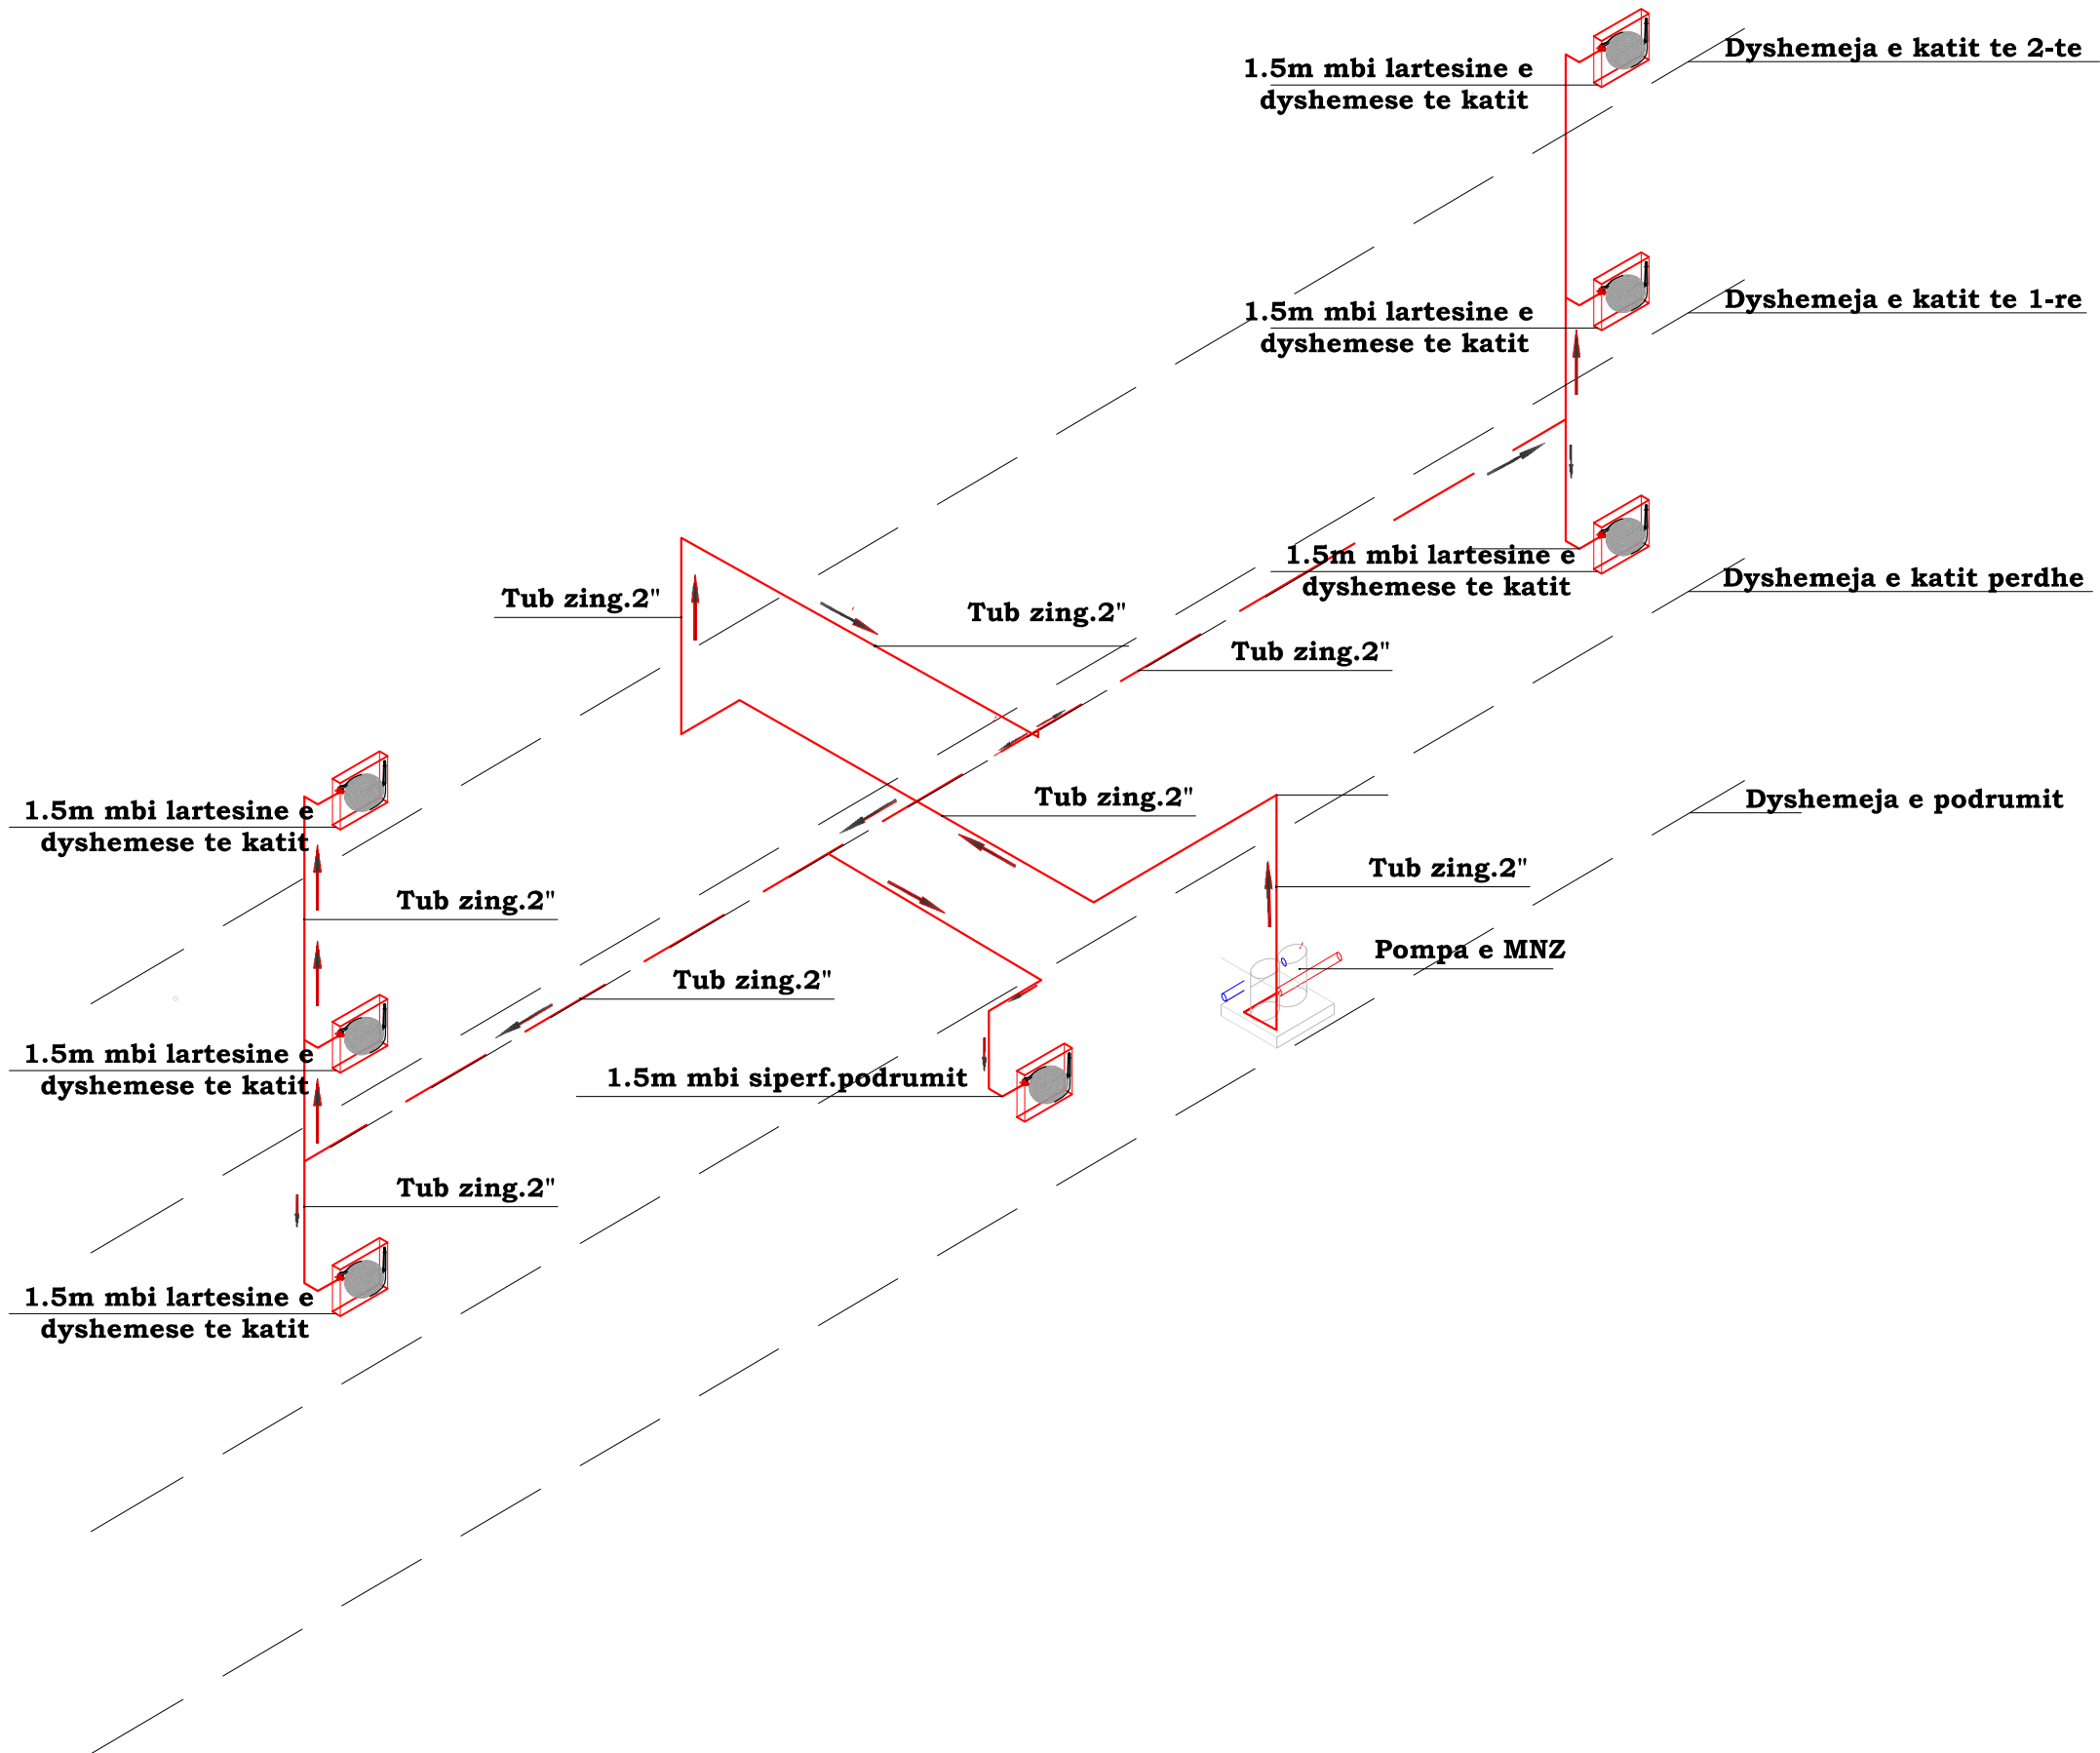 Dyshemeja e katit te 2-te
1.5m mbi lartesine e
dyshemese te katit
Dyshemeja e katit te 1-re
1.5m mbi lartesine e
dyshemese te katit
1.5m mbi lartesine e
dyshemese te katit
Dyshemeja e katit perdhe
Tub zing.2"
Tub zing.2"
Tub zing.2"
Tub zing.2"
Dyshemeja e podrumit
1.5m mbi lartesine e
dyshemese te katit
Tub zing.2"
Tub zing.2"
Pompa e MNZ
Tub zing.2"
1.5m mbi lartesine e
dyshemese te katit
1.5m mbi siperf.podrumit
Tub zing.2"
1.5m mbi lartesine e
dyshemese te katit